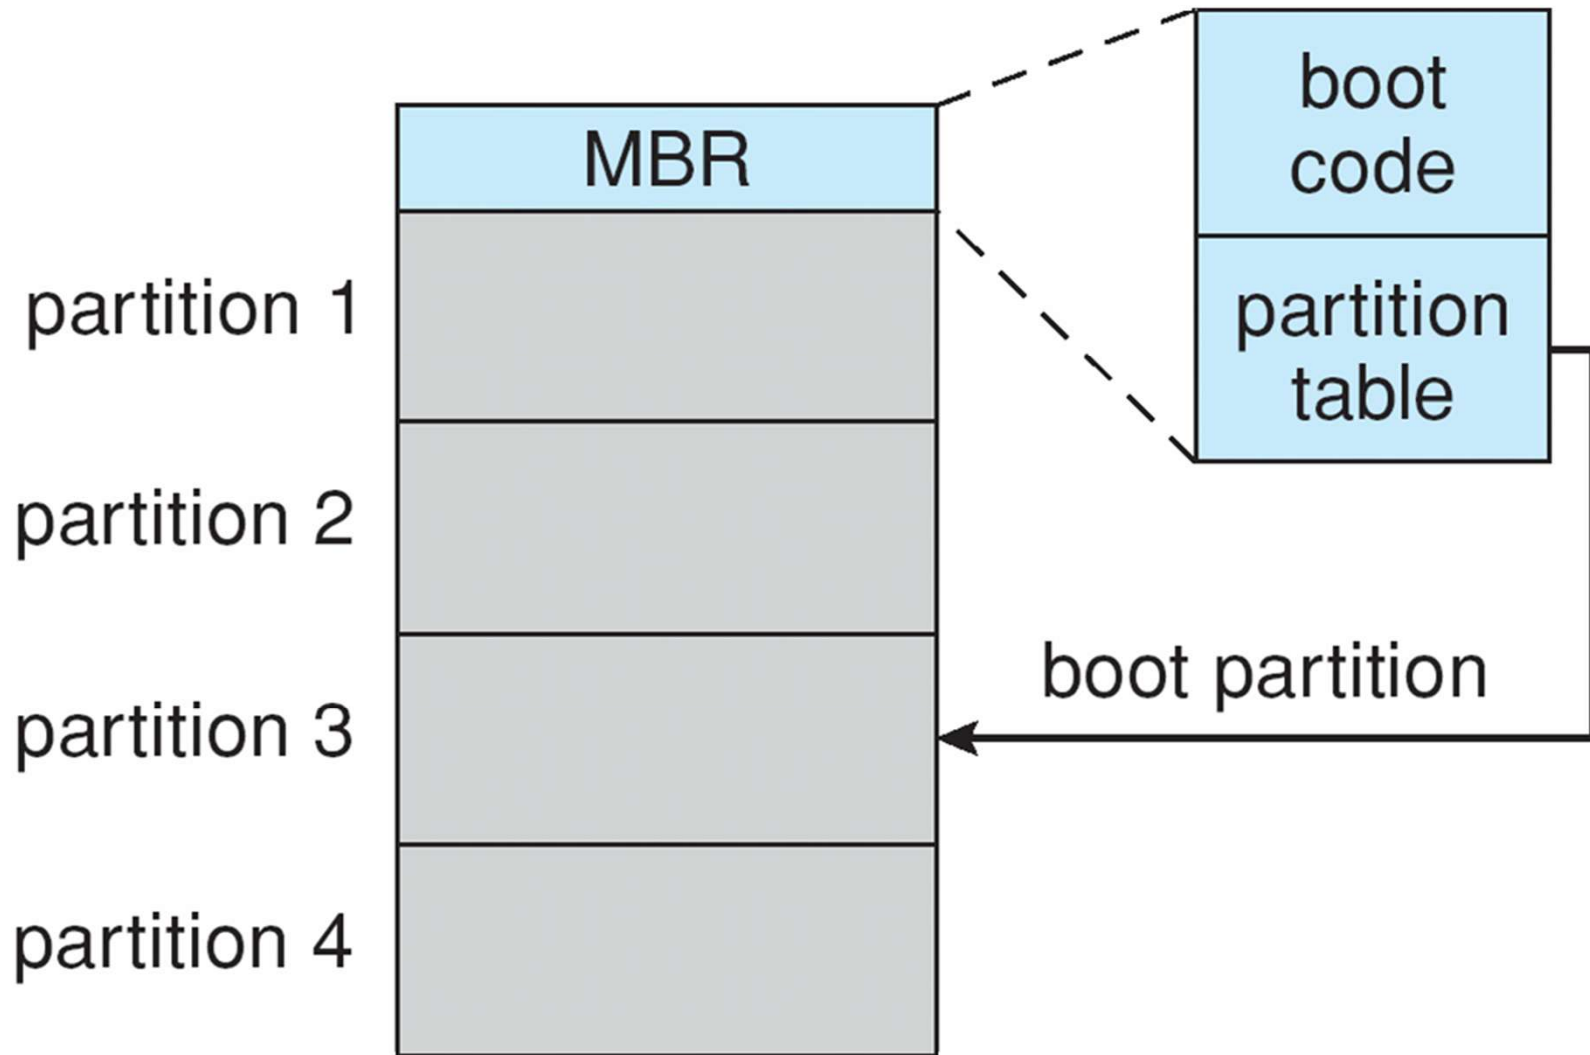 boot
code
MBR
partition 1
partition
table
partition 2
boot partition
partition 3
partition 4